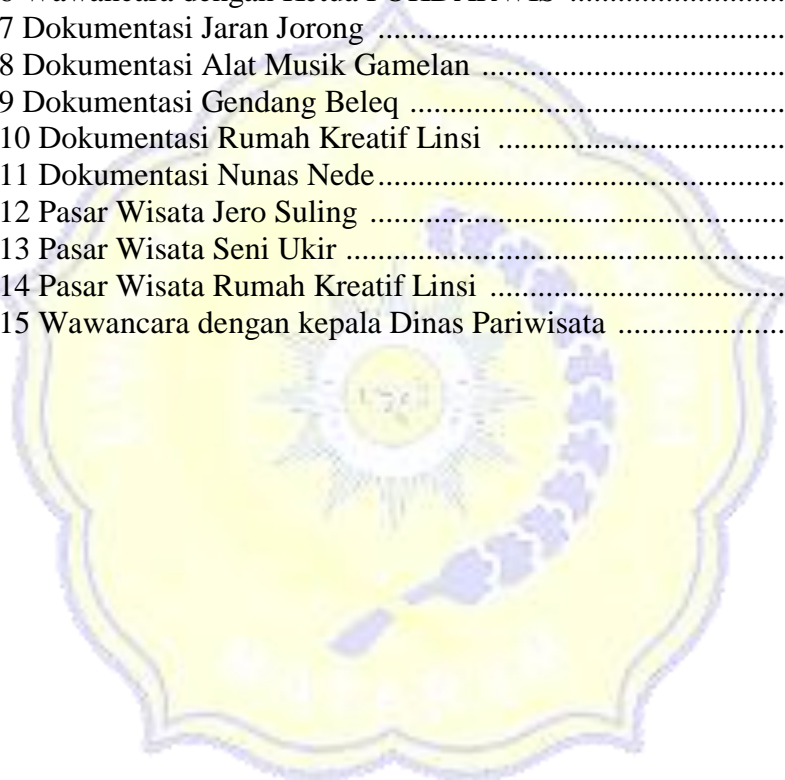 7 Dokumentasi Jaran Jorong ............................................
8 Dokumentasi Alat Musik Gamelan ................................
9 Dokumentasi Gendang Beleq ........................................
10 Dokumentasi Rumah Kreatif Linsi ..............................
11 Dokumentasi Nunas Nede............................................
12 Pasar Wisata Jero Suling .............................................
13 Pasar Wisata Seni Ukir ................................................
14 Pasar Wisata Rumah Kreatif Linsi ...............................
15 Wawancara dengan kepala Dinas Pariwisata .................